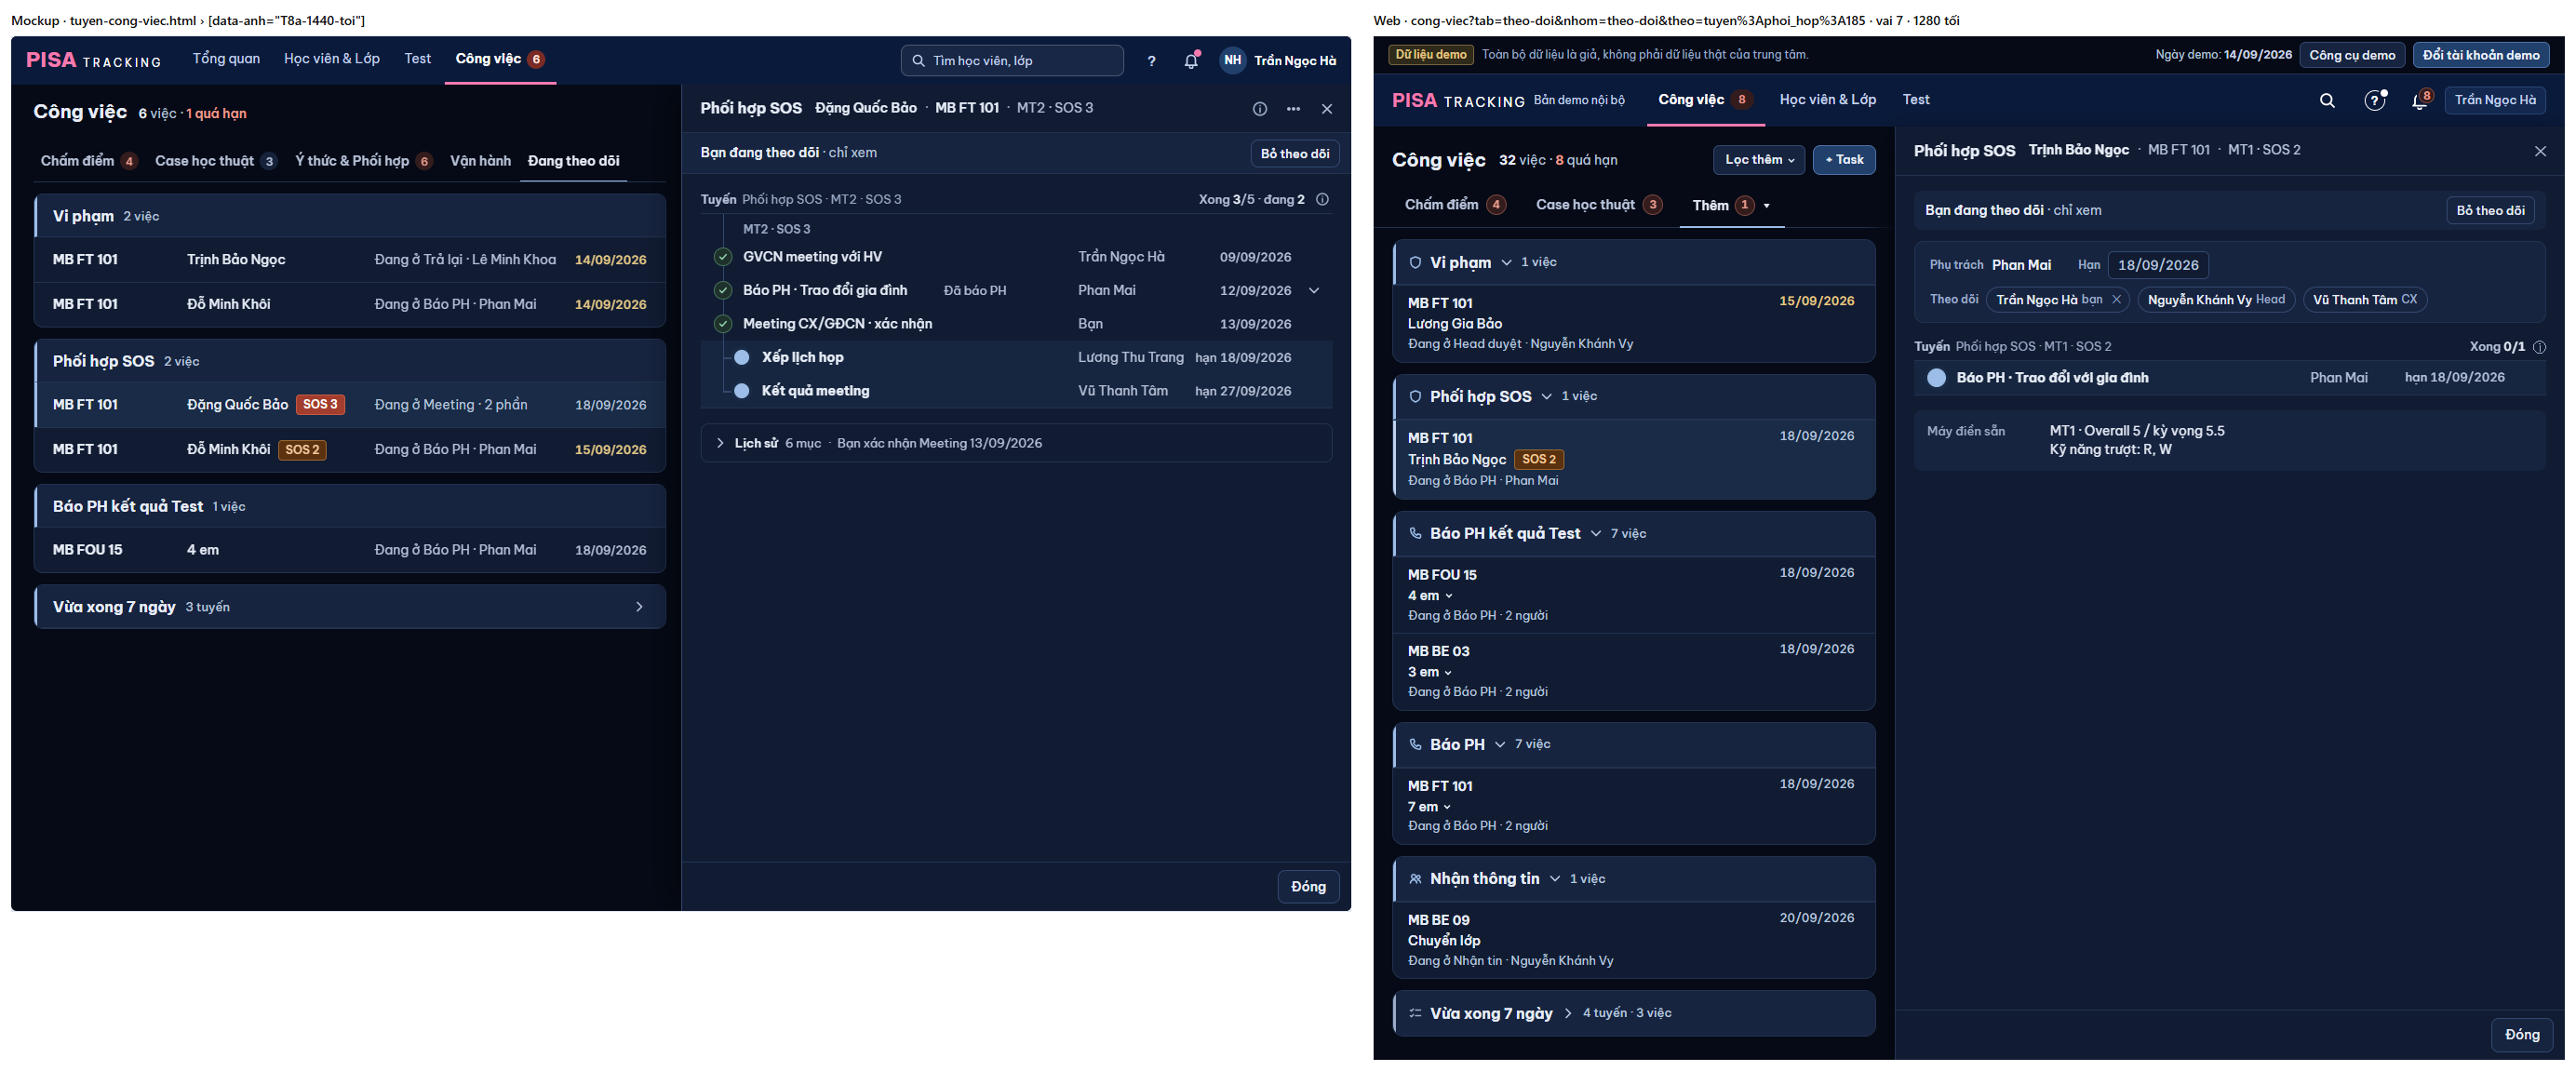 Mockup · tuyen-cong-viec.html › [data-anh="T8a-1440-toi"]
PISA TRACKING Tổng quan Học viên & Lớp Test Công việc 6 Tìm học viên, lớp ? NH Trần Ngọc Hà
Công việc 6 việc · 1 quá hạn
Chấm điểm 4 Case học thuật 3 Ý thức & Phối hợp 6 Vận hành Đang theo dõi
Vi phạm 2 việc
MB FT 101 Trịnh Bảo Ngọc Đang ở Trả lại · Lê Minh Khoa 14/09/2026
MB FT 101 Đỗ Minh Khôi Đang ở Báo PH · Phan Mai 14/09/2026
Phối hợp SOS 2 việc
MB FT 101 Đặng Quốc Bảo SOS 3 Đang ở Meeting · 2 phần 18/09/2026
MB FT 101 Đỗ Minh Khôi SOS 2 Đang ở Báo PH · Phan Mai 15/09/2026
Báo PH kết quả Test 1 việc
MB FOU 15 4 em Đang ở Báo PH · Phan Mai 18/09/2026
Vừa xong 7 ngày 3 tuyến
Phối hợp SOS Đặng Quốc Bảo · MB FT 101 · MT2 · SOS 3
Bạn đang theo dõi · chỉ xem Bỏ theo dõi
Tuyến Phối hợp SOS · MT2 · SOS 3 Xong 3/5 · đang 2
MT2 · SOS 3
GVCN meeting với HV Trần Ngọc Hà 09/09/2026
Báo PH · Trao đổi gia đình Đã báo PH Phan Mai 12/09/2026
Meeting CX/GĐCN · xác nhận Bạn 13/09/2026
Xếp lịch họp Lương Thu Trang hạn 18/09/2026
Kết quả meeting Vũ Thanh Tâm hạn 27/09/2026
Lịch sử 6 mục · Bạn xác nhận Meeting 13/09/2026
Đóng
Web · cong-viec?tab=theo-doi&nhom=theo-doi&theo=tuyen%3Aphoi_hop%3A185 · vai 7 · 1280 tối
Dữ liệu demo Toàn bộ dữ liệu là giả, không phải dữ liệu thật của trung tâm. Ngày demo: 14/09/2026 Công cụ demo Đổi tài khoản demo
PISA TRACKING Bản demo nội bộ Công việc 8 Học viên & Lớp Test ? 8 Trần Ngọc Hà
Công việc 32 việc · 8 quá hạn Lọc thêm + Task
Chấm điểm 4 Case học thuật 3 Thêm 1
Vi phạm 1 việc
MB FT 101 15/09/2026
Lương Gia Bảo
Đang ở Head duyệt · Nguyễn Khánh Vy
Phối hợp SOS 1 việc
MB FT 101 18/09/2026
Trịnh Bảo Ngọc SOS 2
Đang ở Báo PH · Phan Mai
Báo PH kết quả Test 7 việc
MB FOU 15 18/09/2026
4 em
Đang ở Báo PH · 2 người
MB BE 03 18/09/2026
3 em
Đang ở Báo PH · 2 người
Báo PH 7 việc
MB FT 101 18/09/2026
7 em
Đang ở Báo PH · 2 người
Nhận thông tin 1 việc
MB BE 09 20/09/2026
Chuyển lớp
Đang ở Nhận tin · Nguyễn Khánh Vy
Vừa xong 7 ngày 4 tuyến · 3 việc
Phối hợp SOS Trịnh Bảo Ngọc · MB FT 101 · MT1 · SOS 2
Bạn đang theo dõi · chỉ xem Bỏ theo dõi
Phụ trách Phan Mai Hạn 18/09/2026
Theo dõi Trần Ngọc Hà bạn Nguyễn Khánh Vy Head Vũ Thanh Tâm CX
Tuyến Phối hợp SOS · MT1 · SOS 2 Xong 0/1
Báo PH · Trao đổi với gia đình Phan Mai hạn 18/09/2026
Máy điền sẵn MT1 · Overall 5 / kỳ vọng 5.5
Kỹ năng trượt: R, W
Đóng